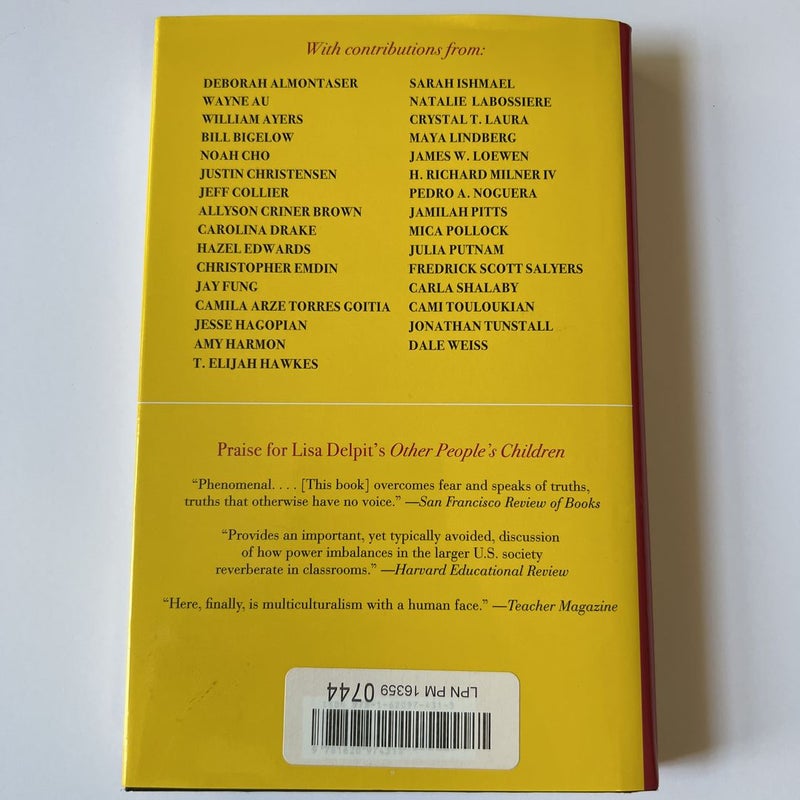 With contributions from:
DEBORAH ALMONTASER
WAYNE AU
WILLIAM AYERS
BILL BIGELOW
NOAH CHO
JUSTIN CHRISTENSEN
JEFF COLLIER
ALLYSON CRINER BROWN
CAROLINA DRAKE
HAZEL EDWARDS
CHRISTOPHER EMDIN
JAY FUNG
CAMILA ARZE TORRES GOITIA
JESSE HAGOPIAN
AMY HARMON
T. ELIJAH HAWKES
SARAH ISHMAEL
NATALIE LABOSSIERE
CRYSTAL T. LAURA
MAYA LINDBERG
JAMES W. LOEWEN
H. RICHARD MILNER IV
PEDRO A. NOGUERA
JAMILAH PITTS
MICA POLLOCK
JULIA PUTNAM
FREDRICK SCOTT SALYERS
CARLA SHALABY
CAMI TOULOUKIAN
JONATHAN TUNSTALL
DALE WEISS
Praise for Lisa Delpit's Other People's Children
“Phenomenal. . . . [This book] overcomes fear and speaks of truths,
truths that otherwise have no voice.” —San Francisco Review of Books
“Provides an important, yet typically avoided, discussion
of how power imbalances in the larger U.S. society
reverberate in classrooms.” —Harvard Educational Review
“Here, finally, is multiculturalism with a human face.” —Teacher Magazine
LPN PM 16359 0744